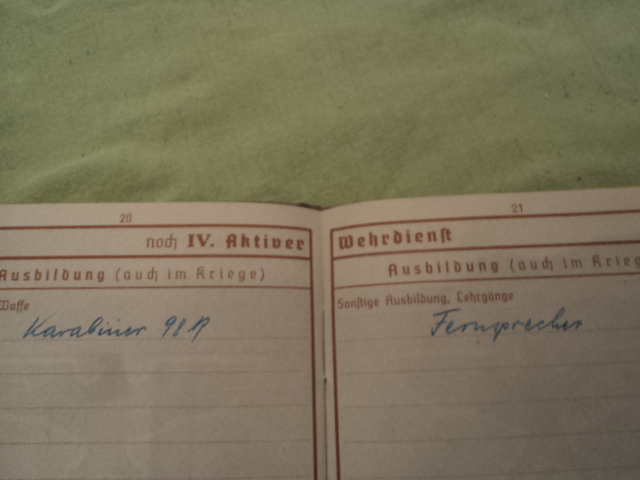 20
noch IV. Aktiver
Ausbildung (auch im Kriege)
Waffe
Karabiner 98
21
Wehrdienst
Ausbildung (auch im Krieg
Sonstige Ausbildung, Lehrgänge
Fernsprecher